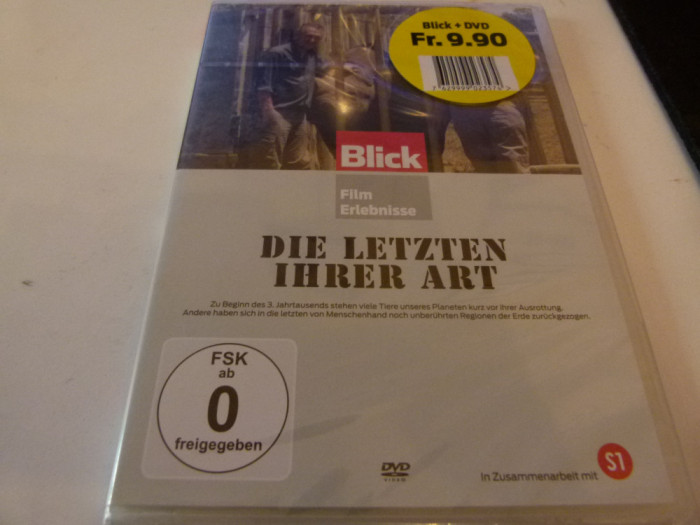 Blick + DVD
Fr. 9.90
Blick
Film
Erlebnisse
DIE LETZTEN
IHRER ART
Zu Beginn des 3. Jahrtausends stehen viele Tiere unseres Planeten kurz vor ihrer Ausrottung.
Andere haben sich in die letzten von Menschenhand noch unberührten Regionen der Erde zurückgezogen.
FSK
ab
0
freigegeben
DVD
VIDEO
In Zusammenarbeit mit S1